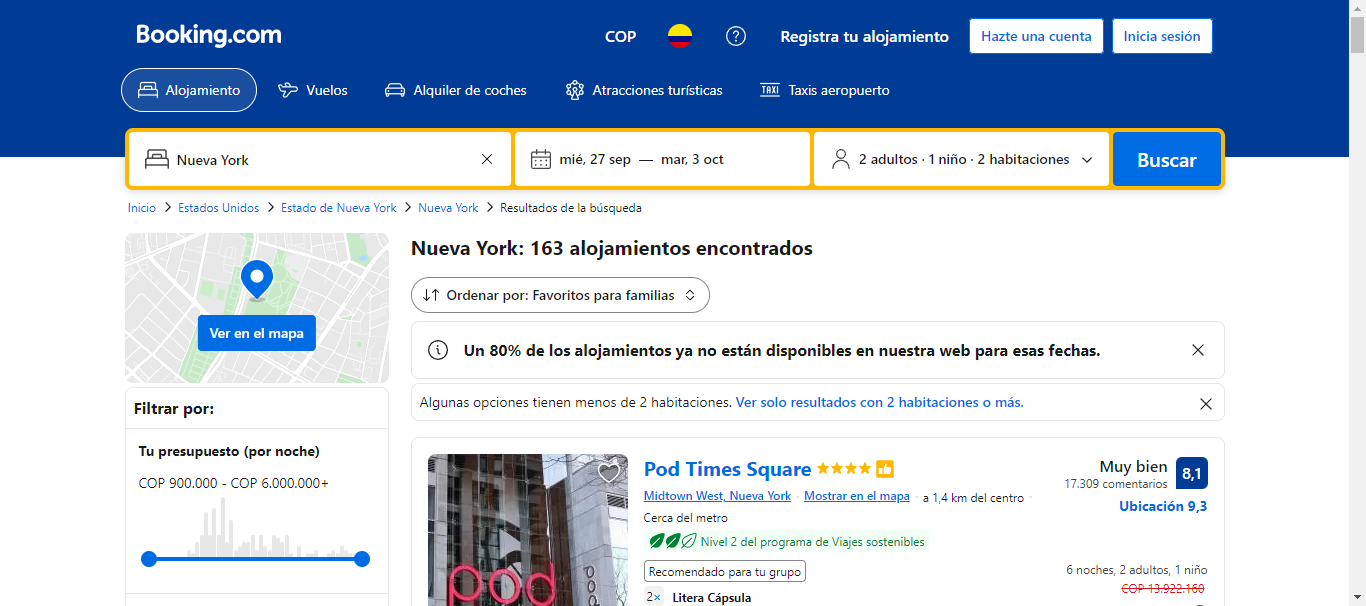 Booking.com
COP
Registra tu alojamiento
Hazte una cuenta
Inicia sesión
Alojamiento
Vuelos
Alquiler de coches
Atracciones turísticas
TAXI Taxis aeropuerto
Nueva York
mié, 27 sep — mar, 3 oct
2 adultos · 1 niño · 2 habitaciones
Buscar
Inicio > Estados Unidos > Estado de Nueva York > Nueva York > Resultados de la búsqueda
Ver en el mapa
Filtrar por:
Tu presupuesto (por noche)
COP 900.000 - COP 6.000.000+
Nueva York: 163 alojamientos encontrados
Ordenar por: Favoritos para familias
Un 80% de los alojamientos ya no están disponibles en nuestra web para esas fechas.
Algunas opciones tienen menos de 2 habitaciones. Ver solo resultados con 2 habitaciones o más.
pod
pod
Pod Times Square
Midtown West, Nueva York · Mostrar en el mapa · a 1,4 km del centro ·
Cerca del metro
Nivel 2 del programa de Viajes sostenibles
Recomendado para tu grupo
2× Litera Cápsula
Muy bien 8,1
17.309 comentarios
Ubicación 9,3
6 noches, 2 adultos, 1 niño
COP 13.922.160